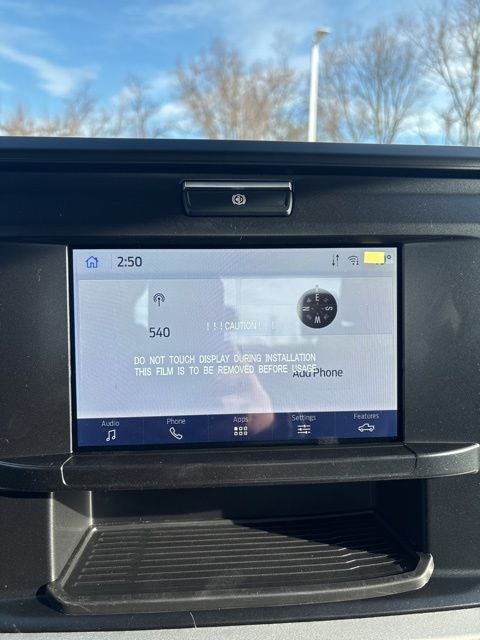 2:50
°
540
E
N S
W
! ! ! CAUTION ! ! !
DO NOT TOUCH DISPLAY DURING INSTALLATION
THIS FILM IS TO BE REMOVED BEFORE USAGE
Add Phone
Audio Phone Apps Settings Features